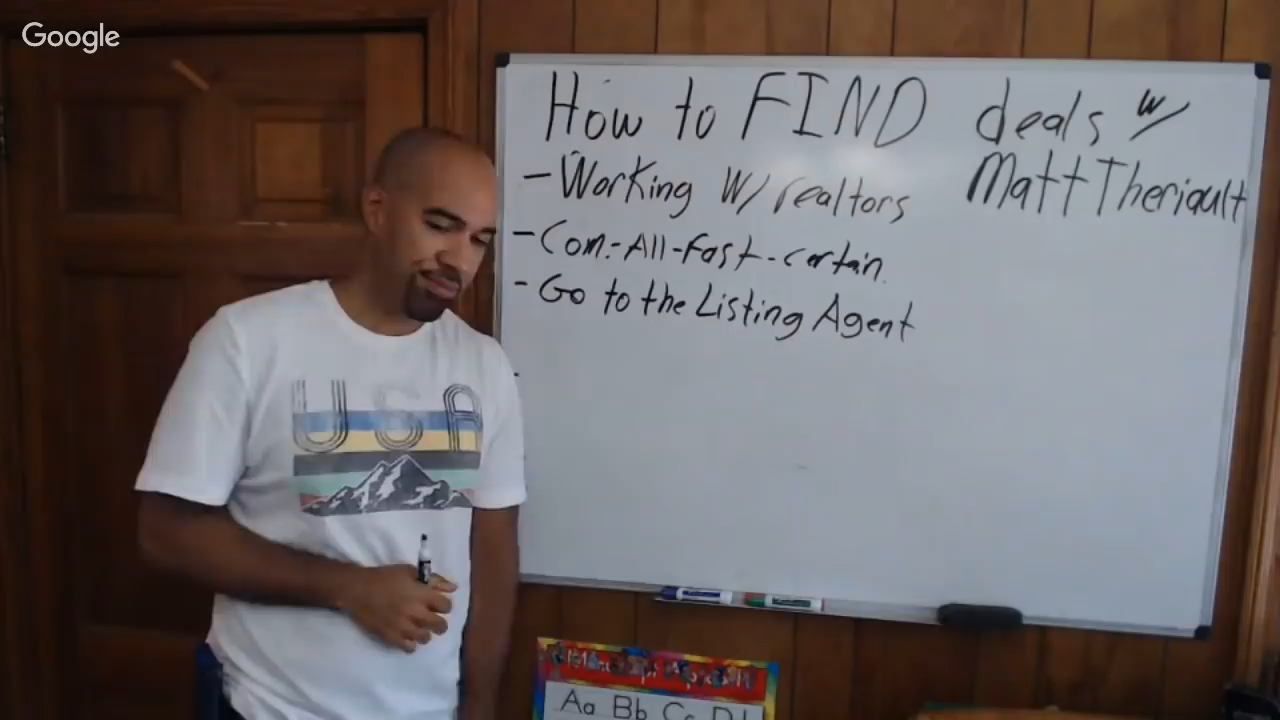 Google
How to FIND deals w/
Matt Theriault
- Working w/ realtors
- Com.-All-Fast-certain.
- Go to the Listing Agent
-
USA
Aa Bb Cc D